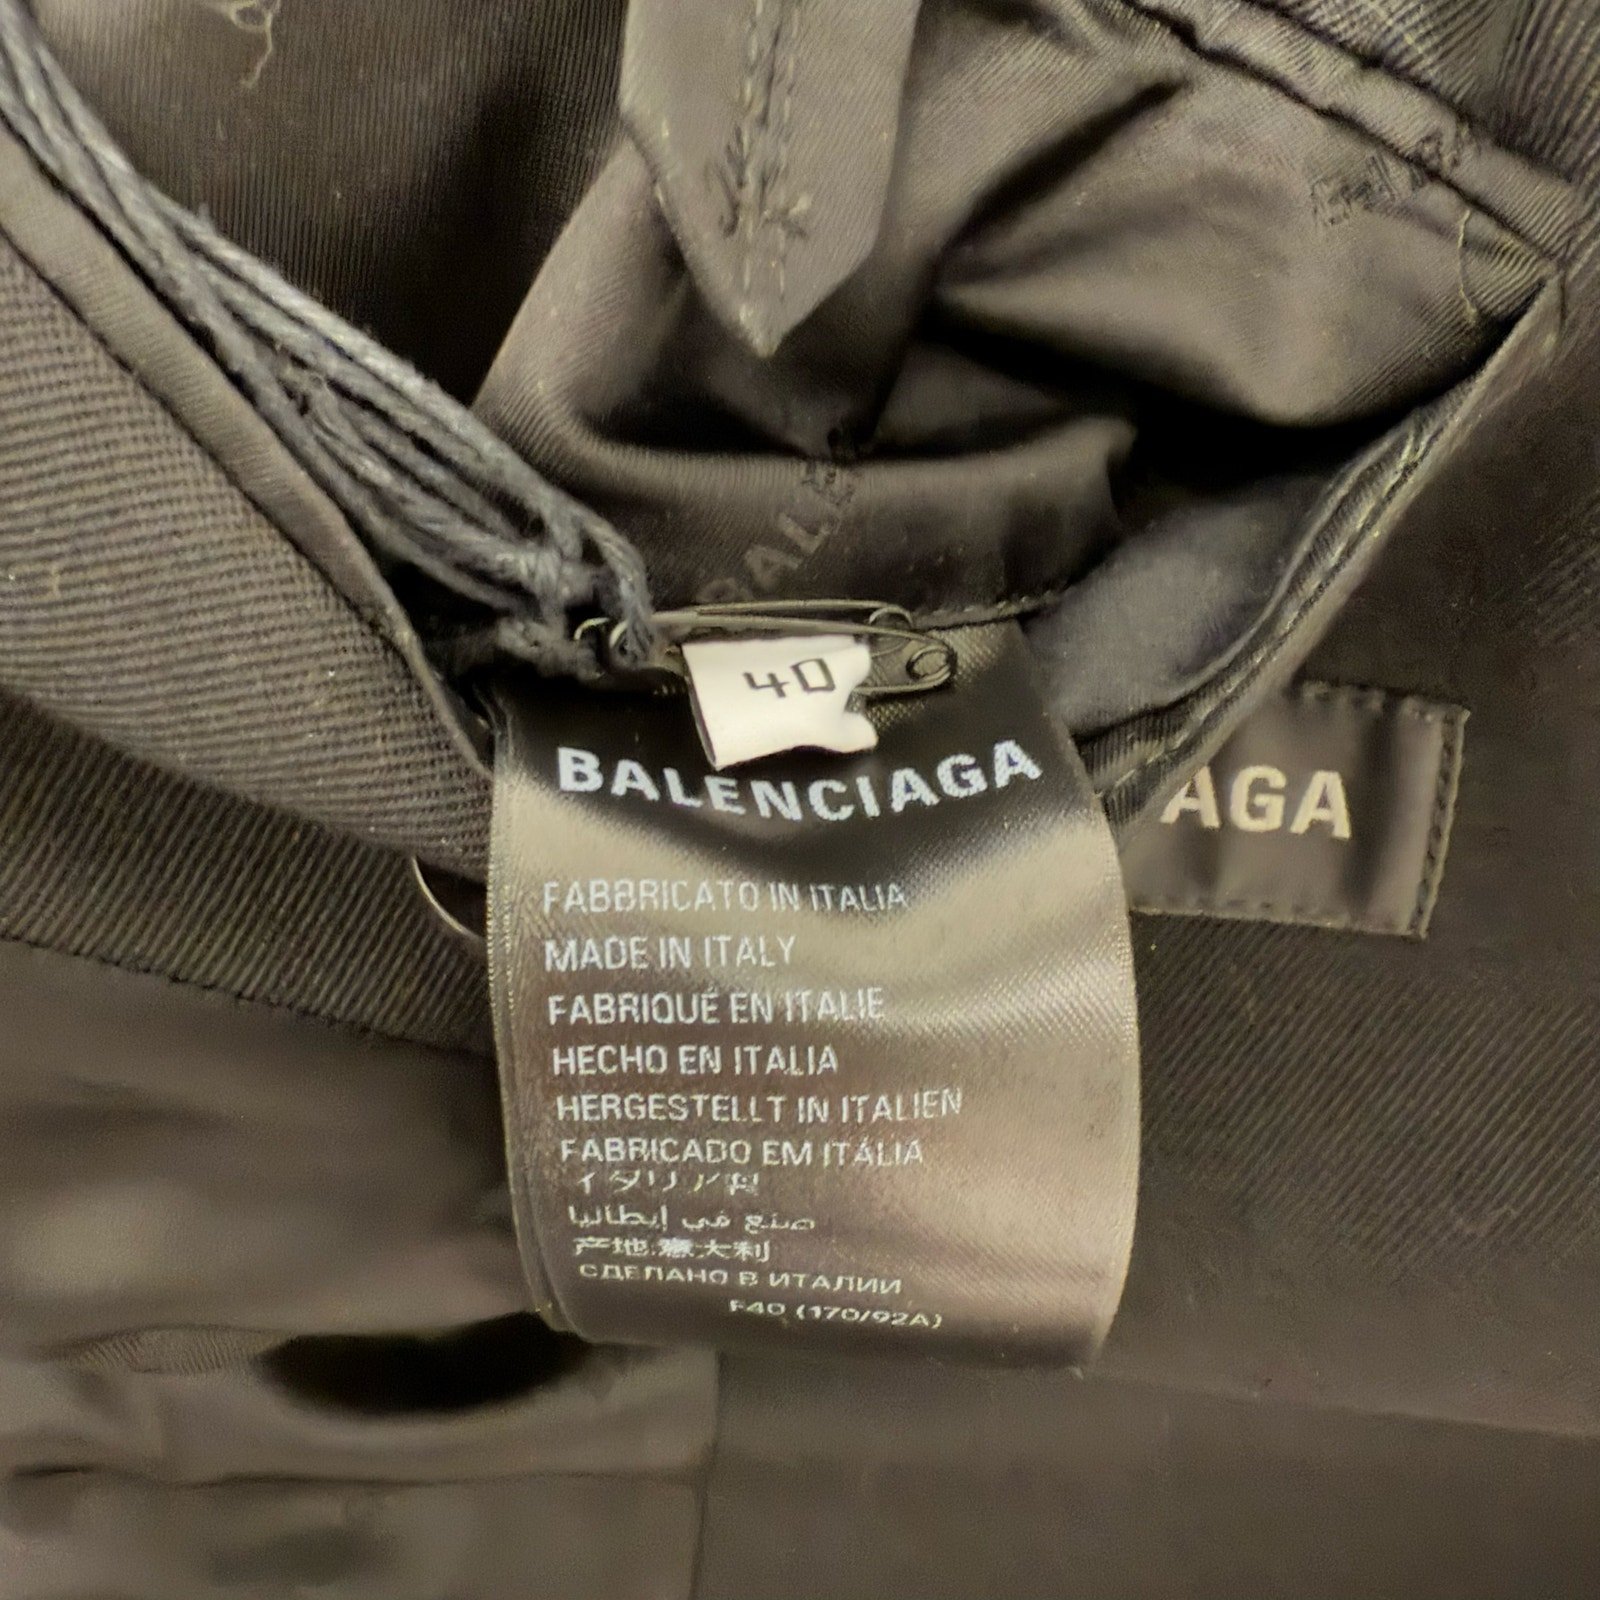 BALE
40
BALENCIAGA
AGA
FABBRICATO IN ITALIA
MADE IN ITALY
FABRIQUÉ EN ITALIE
HECHO EN ITALIA
HERGESTELLT IN ITALIEN
FABRICADO EM ITÁLIA
イタリア製
صنع في إيطاليا
产地:意大利
СДЕЛАНО В ИТАЛИИ
F40 (170/92A)